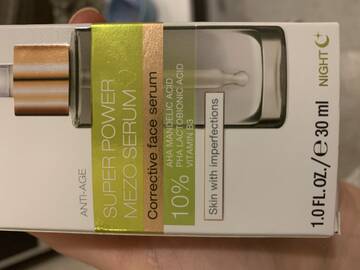 ANTI-AGE
SUPER POWER
MEZO SERUM
Corrective face serum
10%
AHA MANDELIC ACID
PHA LACTOBIONIC ACID
VITAMIN B3
Skin with imperfections
1.0 FL.OZ./℮30 ml
NIGHT